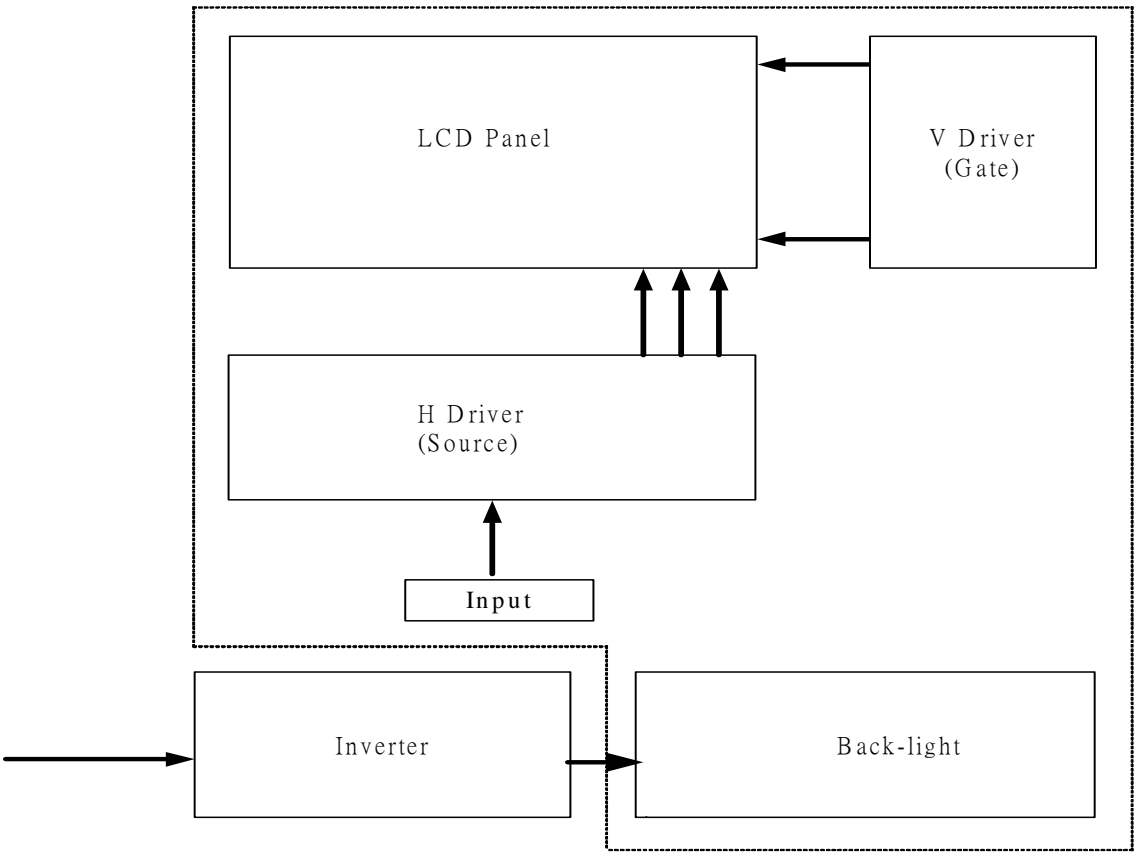 LCD Panel
V Driver
(Gate)
H Driver
(Source)
Input
Inverter
Back-light